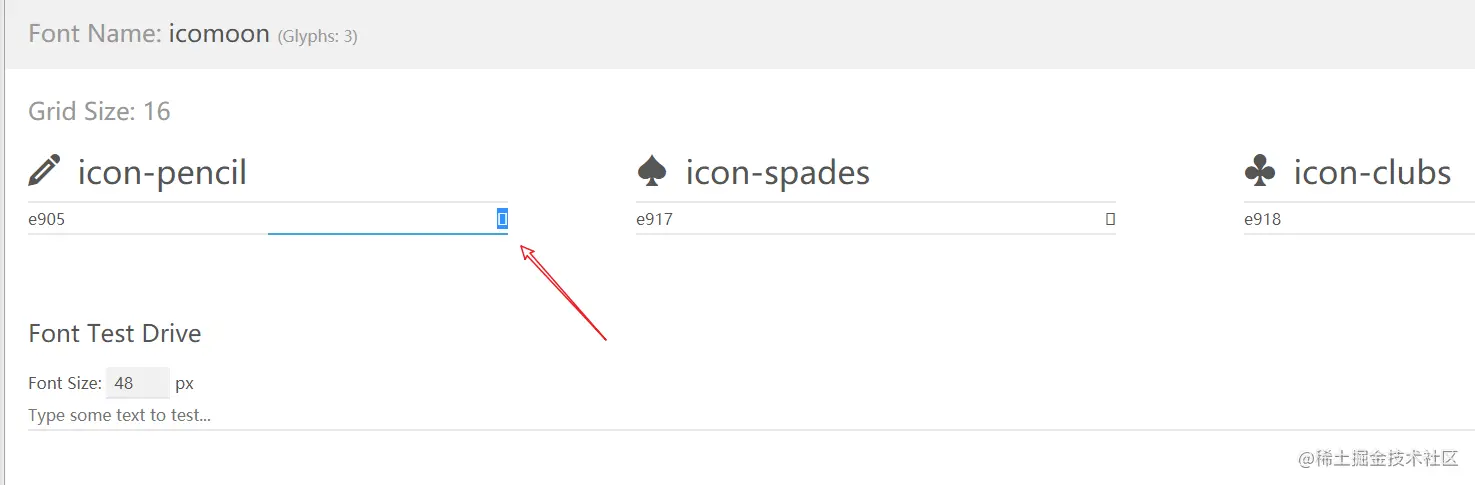 Font Name: icomoon (Glyphs: 3)
Grid Size: 16
icon-pencil
icon-spades
icon-clubs
e905
e917
e918
Font Test Drive
Font Size: 48 px
Type some text to test...
@稀土掘金技术社区